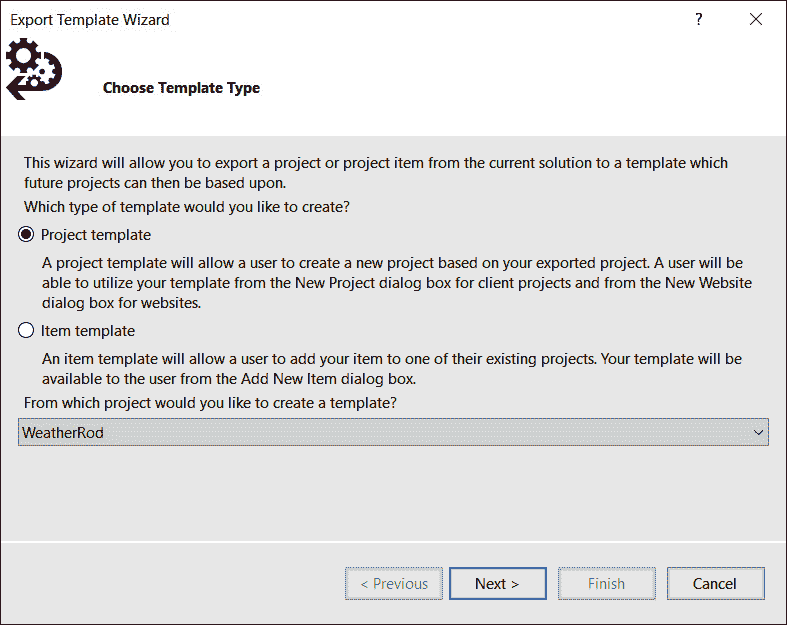 Export Template Wizard
?
Choose Template Type
This wizard will allow you to export a project or project item from the current solution to a template which
future projects can then be based upon.
Which type of template would you like to create?
Project template
A project template will allow a user to create a new project based on your exported project. A user will be
able to utilize your template from the New Project dialog box for client projects and from the New Website
dialog box for websites.
Item template
An item template will allow a user to add your item to one of their existing projects. Your template will be
available to the user from the Add New Item dialog box.
From which project would you like to create a template?
WeatherRod
< Previous Next > Finish Cancel